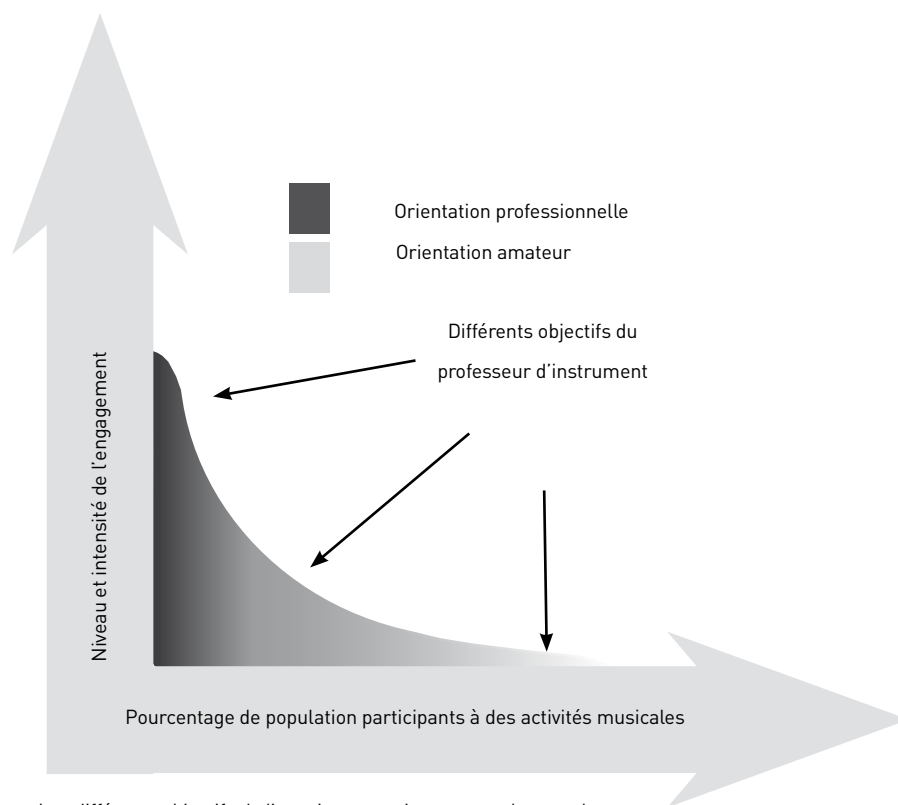 Orientation professionnelle
Orientation amateur
Différents objectifs du
professeur d'instrument
Niveau et intensité de l'engagement
Pourcentage de population participants à des activités musicales